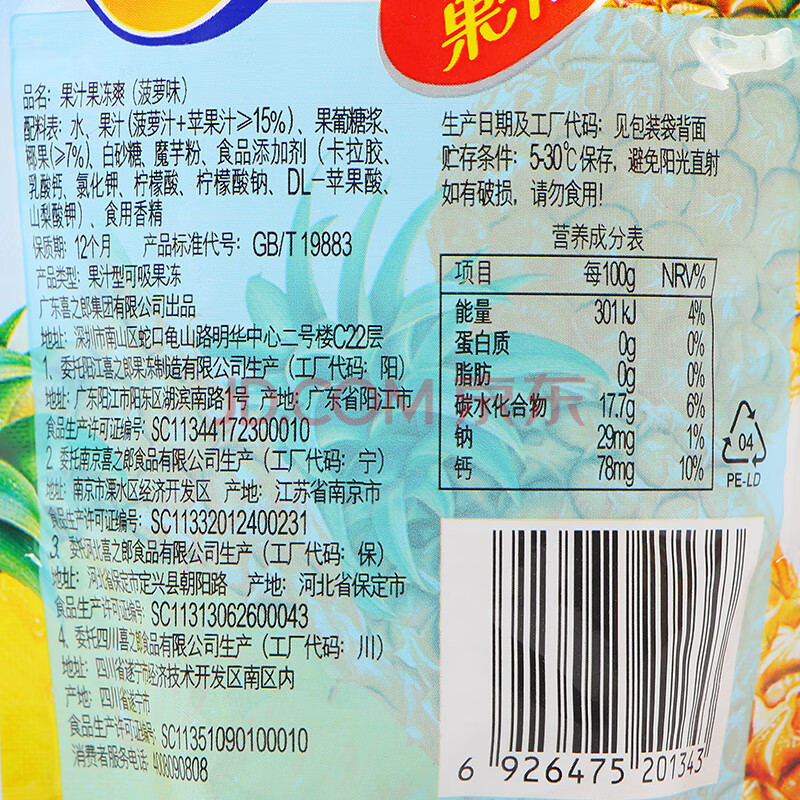 果汁
品名：果汁果冻爽（菠萝味）
配料表：水、果汁（菠萝汁+苹果汁≥15%）、果葡糖浆、
椰果（≥7%）、白砂糖、魔芋粉、食品添加剂（卡拉胶、
乳酸钙、氯化钾、柠檬酸、柠檬酸钠、DL-苹果酸、
山梨酸钾）、食用香精
保质期：12个月 产品标准代号：GB/T 19883
产品类型：果汁型可吸果冻
广东喜之郎集团有限公司出品
地址：深圳市南山区蛇口龟山路明华中心二号楼C22层
1、委托阳江喜之郎果冻制造有限公司生产（工厂代码：阳）
地址：广东阳江市阳东区湖滨南路1号 产地：广东省阳江市
食品生产许可证编号：SC11344172300010
2 委托南京喜之郎食品有限公司生产（工厂代码：宁）
地址：南京市溧水区经济开发区 产地：江苏省南京市
食品生产许可证编号：SC11332012400231
3、委托河北喜之郎食品有限公司生产（工厂代码：保）
地址：河北省保定市定兴县朝阳路 产地：河北省保定市
食品生产许可证编号：SC11313062600043
4、委托四川喜之郎食品有限公司生产（工厂代码：川）
地址：四川省遂宁市经济技术开发区南区内
产地：四川省遂宁市
食品生产许可证编号：SC11351090100010
消费者服务电话：4008090808
生产日期及工厂代码：见包装袋背面
贮存条件：5-30℃保存，避免阳光直射
如有破损，请勿食用！
营养成分表
项目 每100g NRV%
能量 301kJ 4%
蛋白质 0g 0%
脂肪 0g 0%
碳水化合物 17.7g 6%
钠 29mg 1%
钙 78mg 10%
04
PE-LD
6 926475 201343
JD.COM 京东